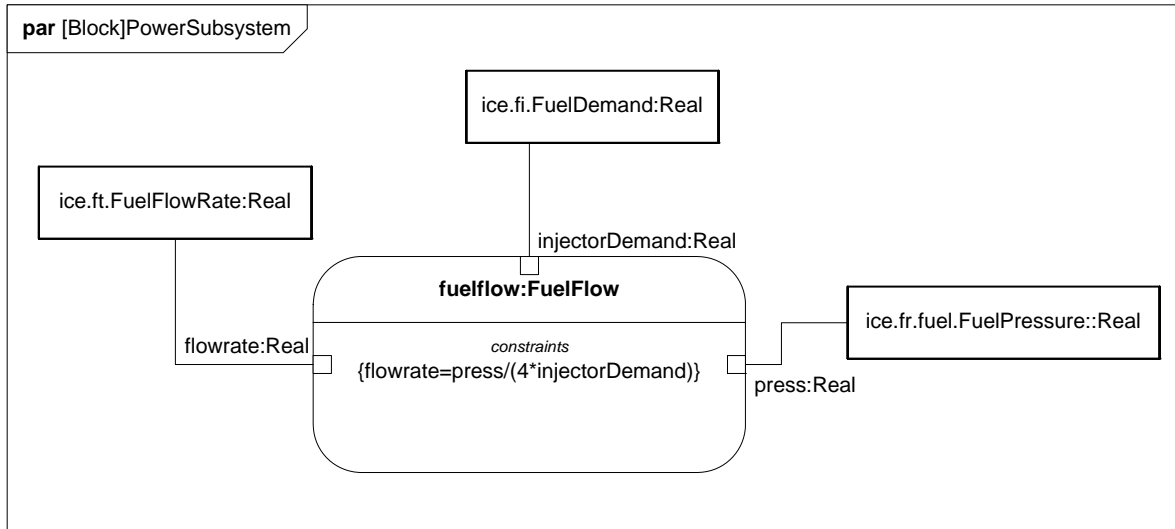 par [Block]PowerSubsystem
ice.fi.FuelDemand:Real
ice.ft.FuelFlowRate:Real
injectorDemand:Real
fuelflow:FuelFlow
ice.fr.fuel.FuelPressure::Real
flowrate:Real
constraints
{flowrate=press/(4*injectorDemand)}
press:Real